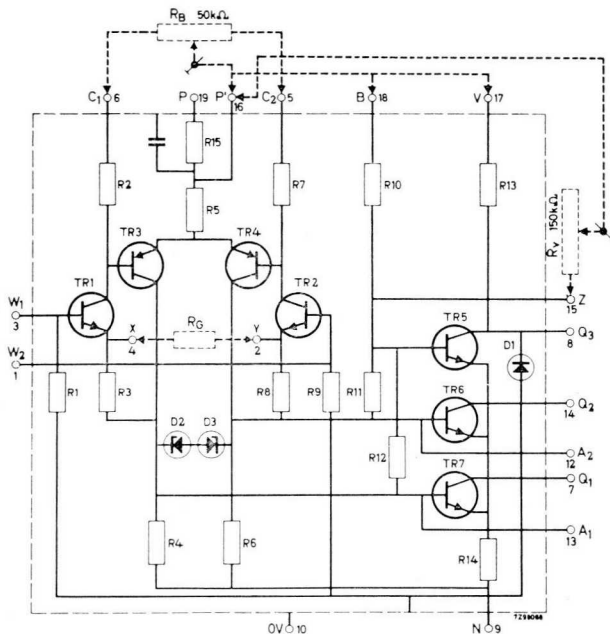 R_B 50kΩ
C₁ 6 P 19 P' 16 C₂ 5 B 18 V 17
R15
R2 R7 R10 R13
R5
R_V 150kΩ
TR3 TR4
TR1 TR2
W₁ 3
X 4 R_G Y 2
Z 15
TR5 D1 Q₃ 8
W₂ 1
R1 R3 R8 R9 R11
TR6 Q₂ 14
D2 D3
R12
A₂ 12
TR7 Q₁ 7
R4 R6 R14
A₁ 13
TZ98068
0V 10 N 9